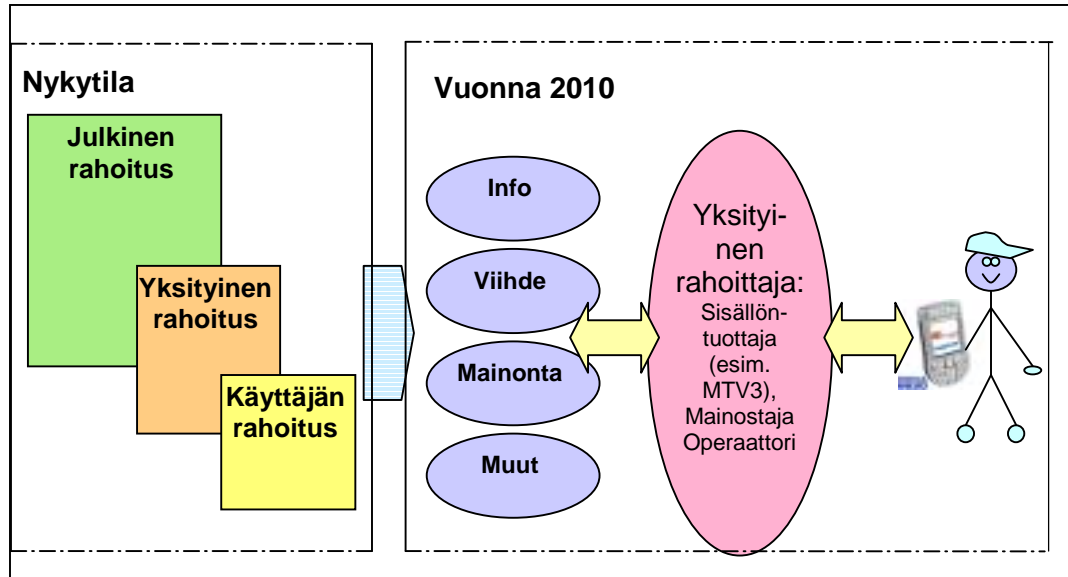 Nykytila
Julkinen
rahoitus
Yksityinen
rahoitus
Käyttäjän
rahoitus
Vuonna 2010
Info
Viihde
Mainonta
Muut
Yksityi-
nen
rahoittaja:
Sisällön-
tuottaja
(esim.
MTV3),
Mainostaja
Operaattori